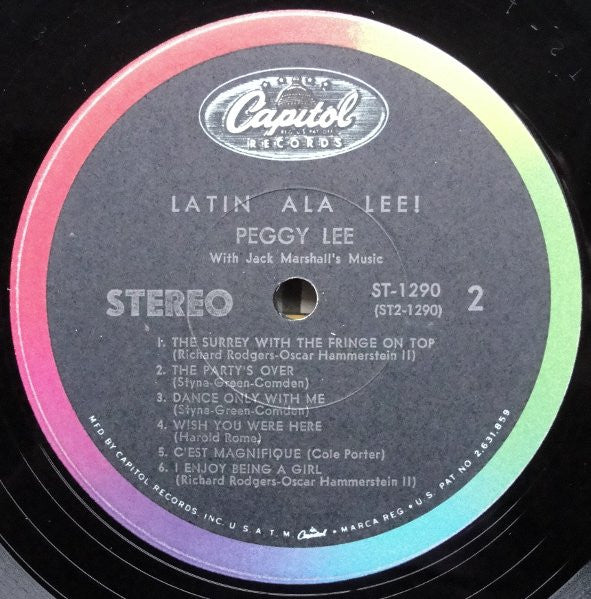 Capitol
REG. U.S. PAT. OFF.
RECORDS
LATIN ALA LEE!
PEGGY LEE
With Jack Marshall's Music
STEREO
ST-1290
(ST2-1290)
2
1. THE SURREY WITH THE FRINGE ON TOP
(Richard Rodgers-Oscar Hammerstein II)
2. THE PARTY'S OVER
(Styne-Green-Comden)
3. DANCE ONLY WITH ME
(Styne-Green-Comden)
4. WISH YOU WERE HERE
(Harold Rome)
5. C'EST MAGNIFIQUE (Cole Porter)
6. I ENJOY BEING A GIRL
(Richard Rodgers-Oscar Hammerstein II)
MFD BY CAPITOL RECORDS, INC. U.S.A. T.M. Capitol • MARCA REG • U.S. PAT NO 2,631,859